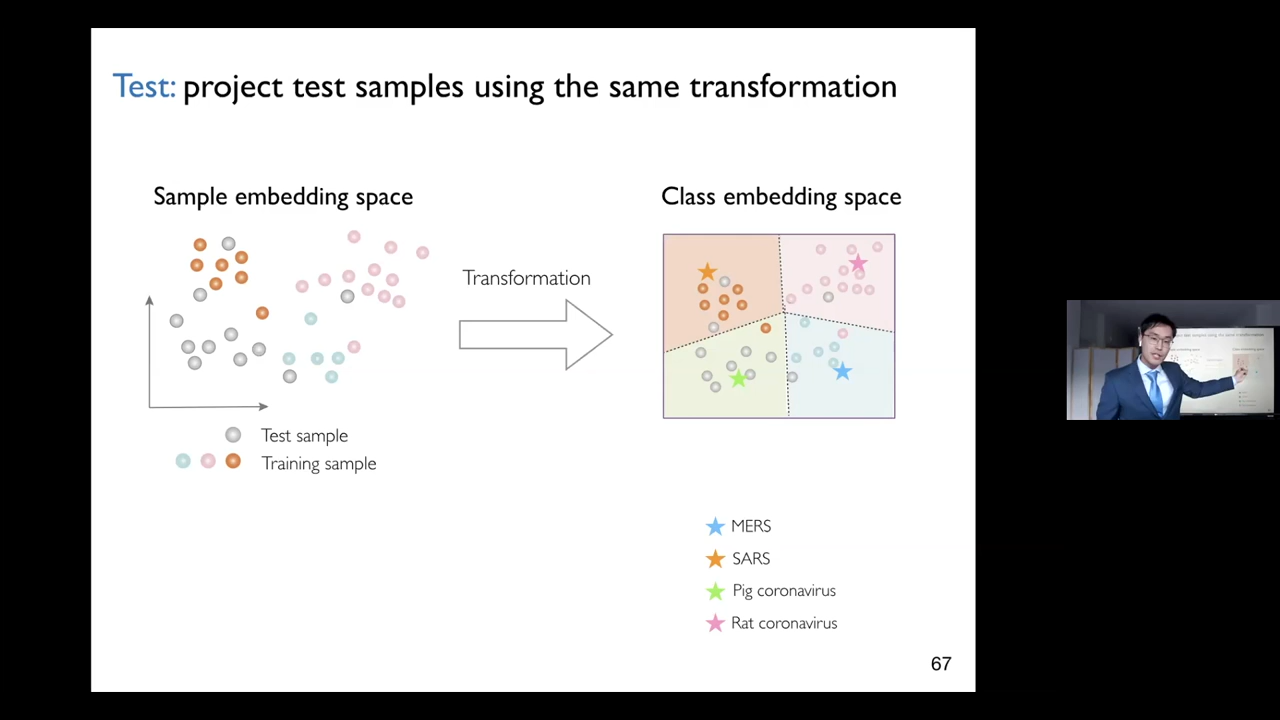 Test: project test samples using the same transformation
Sample embedding space
Class embedding space
Transformation
Test sample
Training sample
MERS
SARS
Pig coronavirus
Rat coronavirus
67